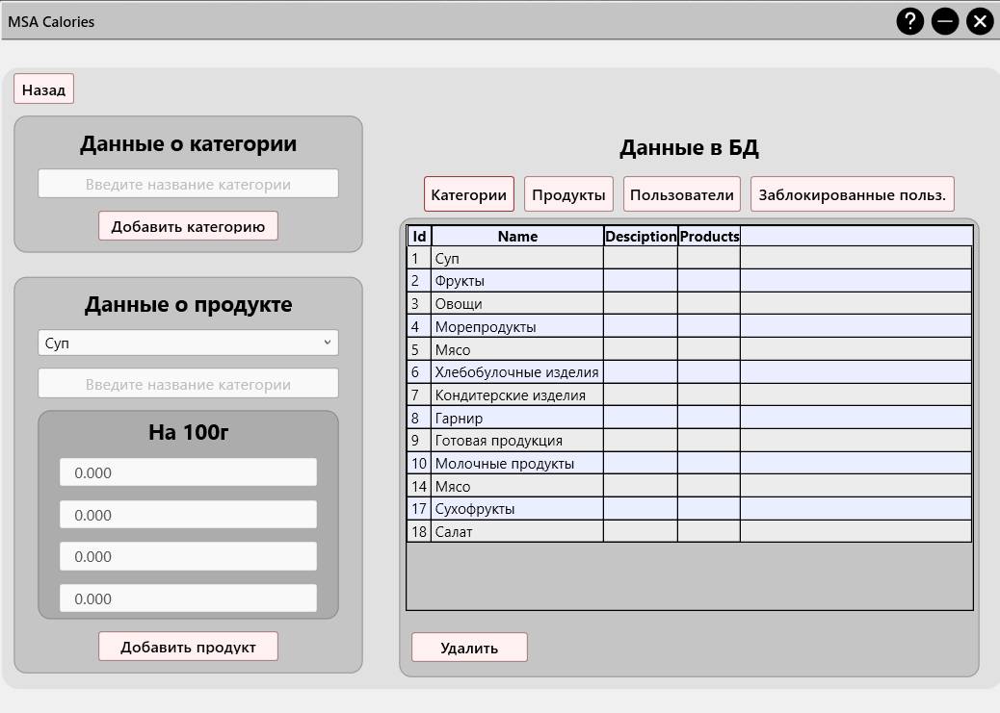 MSA Calories
?
Назад
Данные о категории
Введите название категории
Добавить категорию
Данные о продукте
Суп
Введите название категории
На 100г
0.000
0.000
0.000
0.000
Добавить продукт
Данные в БД
Категории Продукты Пользователи Заблокированные польз.
Id Name Desciption Products
1 Суп
2 Фрукты
3 Овощи
4 Морепродукты
5 Мясо
6 Хлебобулочные изделия
7 Кондитерские изделия
8 Гарнир
9 Готовая продукция
10 Молочные продукты
14 Мясо
17 Сухофрукты
18 Салат
Удалить